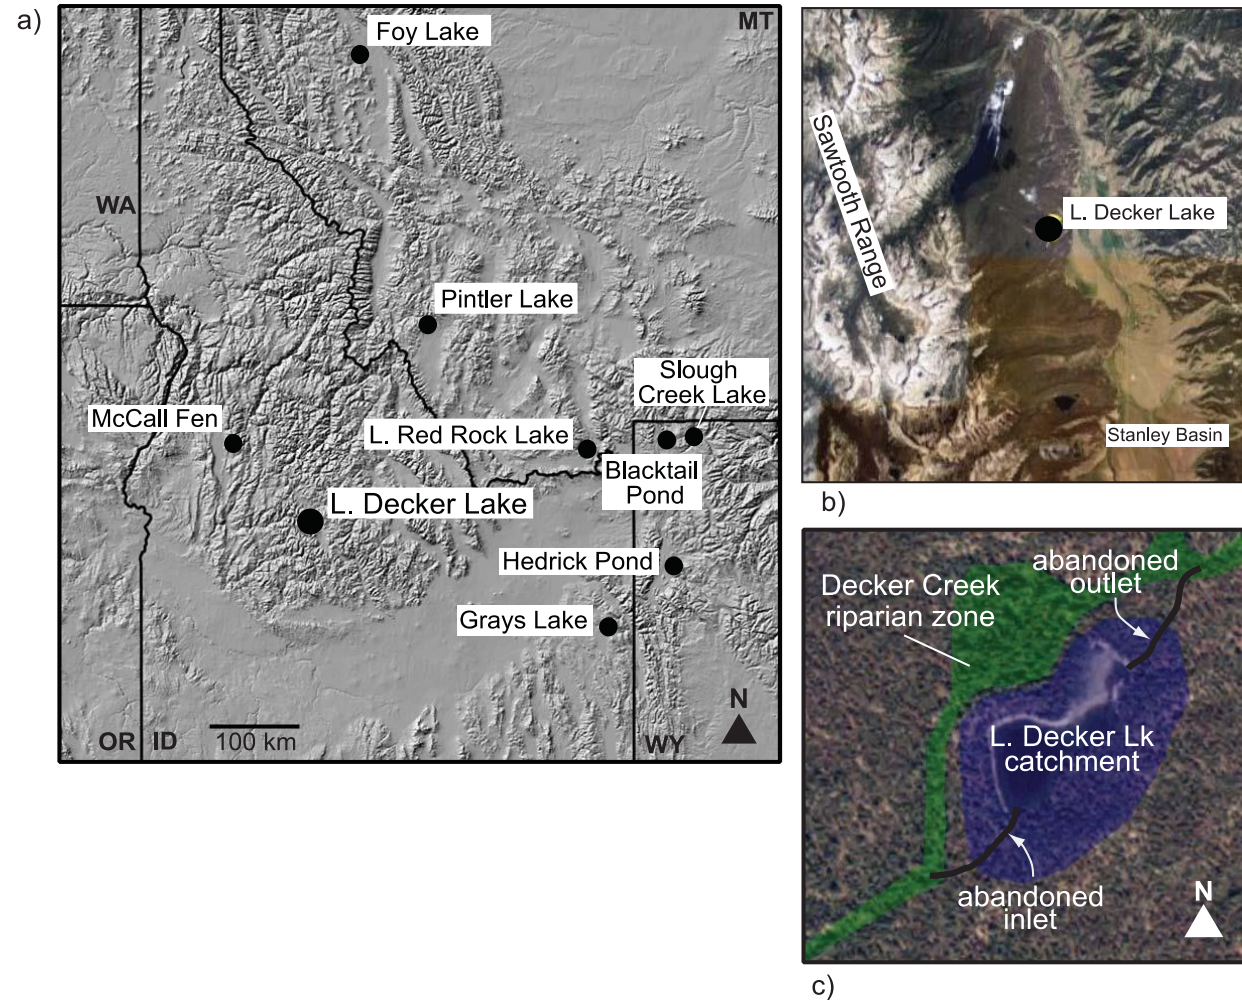 a)
Foy Lake
MT
WA
Pintler Lake
Slough
Creek Lake
McCall Fen
L. Red Rock Lake
Blacktail
Pond
L. Decker Lake
Hedrick Pond
Grays Lake
N
100 km
OR
ID
WY
Sawtooth Range
L. Decker Lake
Stanley Basin
b)
abandoned
outlet
Decker Creek
riparian zone
L. Decker Lk
catchment
abandoned
inlet
N
c)